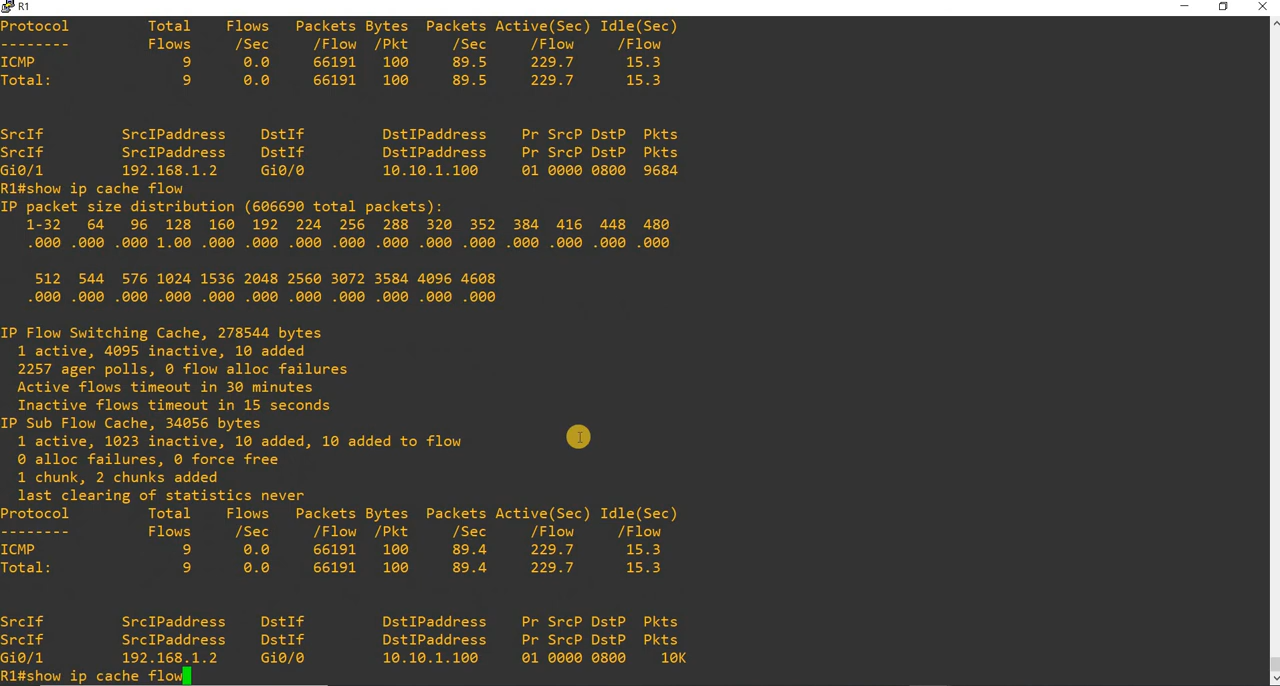 R1
Protocol         Total    Flows   Packets Bytes  Packets Active(Sec) Idle(Sec)
--------         Flows     /Sec     /Flow  /Pkt     /Sec     /Flow     /Flow
ICMP                 9      0.0     66191   100     89.5     229.7      15.3
Total:               9      0.0     66191   100     89.5     229.7      15.3
SrcIf         SrcIPaddress    DstIf         DstIPaddress    Pr SrcP DstP  Pkts
SrcIf         SrcIPaddress    DstIf         DstIPaddress    Pr SrcP DstP  Pkts
Gi0/1         192.168.1.2     Gi0/0         10.10.1.100     01 0000 0800  9684
R1#show ip cache flow
IP packet size distribution (606690 total packets):
   1-32   64   96  128  160  192  224  256  288  320  352  384  416  448  480
   .000 .000 .000 1.00 .000 .000 .000 .000 .000 .000 .000 .000 .000 .000 .000
    512  544  576 1024 1536 2048 2560 3072 3584 4096 4608
   .000 .000 .000 .000 .000 .000 .000 .000 .000 .000 .000
IP Flow Switching Cache, 278544 bytes
  1 active, 4095 inactive, 10 added
  2257 ager polls, 0 flow alloc failures
  Active flows timeout in 30 minutes
  Inactive flows timeout in 15 seconds
IP Sub Flow Cache, 34056 bytes
  1 active, 1023 inactive, 10 added, 10 added to flow
  0 alloc failures, 0 force free
  1 chunk, 2 chunks added
  last clearing of statistics never
Protocol         Total    Flows   Packets Bytes  Packets Active(Sec) Idle(Sec)
--------         Flows     /Sec     /Flow  /Pkt     /Sec     /Flow     /Flow
ICMP                 9      0.0     66191   100     89.4     229.7      15.3
Total:               9      0.0     66191   100     89.4     229.7      15.3
SrcIf         SrcIPaddress    DstIf         DstIPaddress    Pr SrcP DstP  Pkts
SrcIf         SrcIPaddress    DstIf         DstIPaddress    Pr SrcP DstP  Pkts
Gi0/1         192.168.1.2     Gi0/0         10.10.1.100     01 0000 0800   10K
R1#show ip cache flow